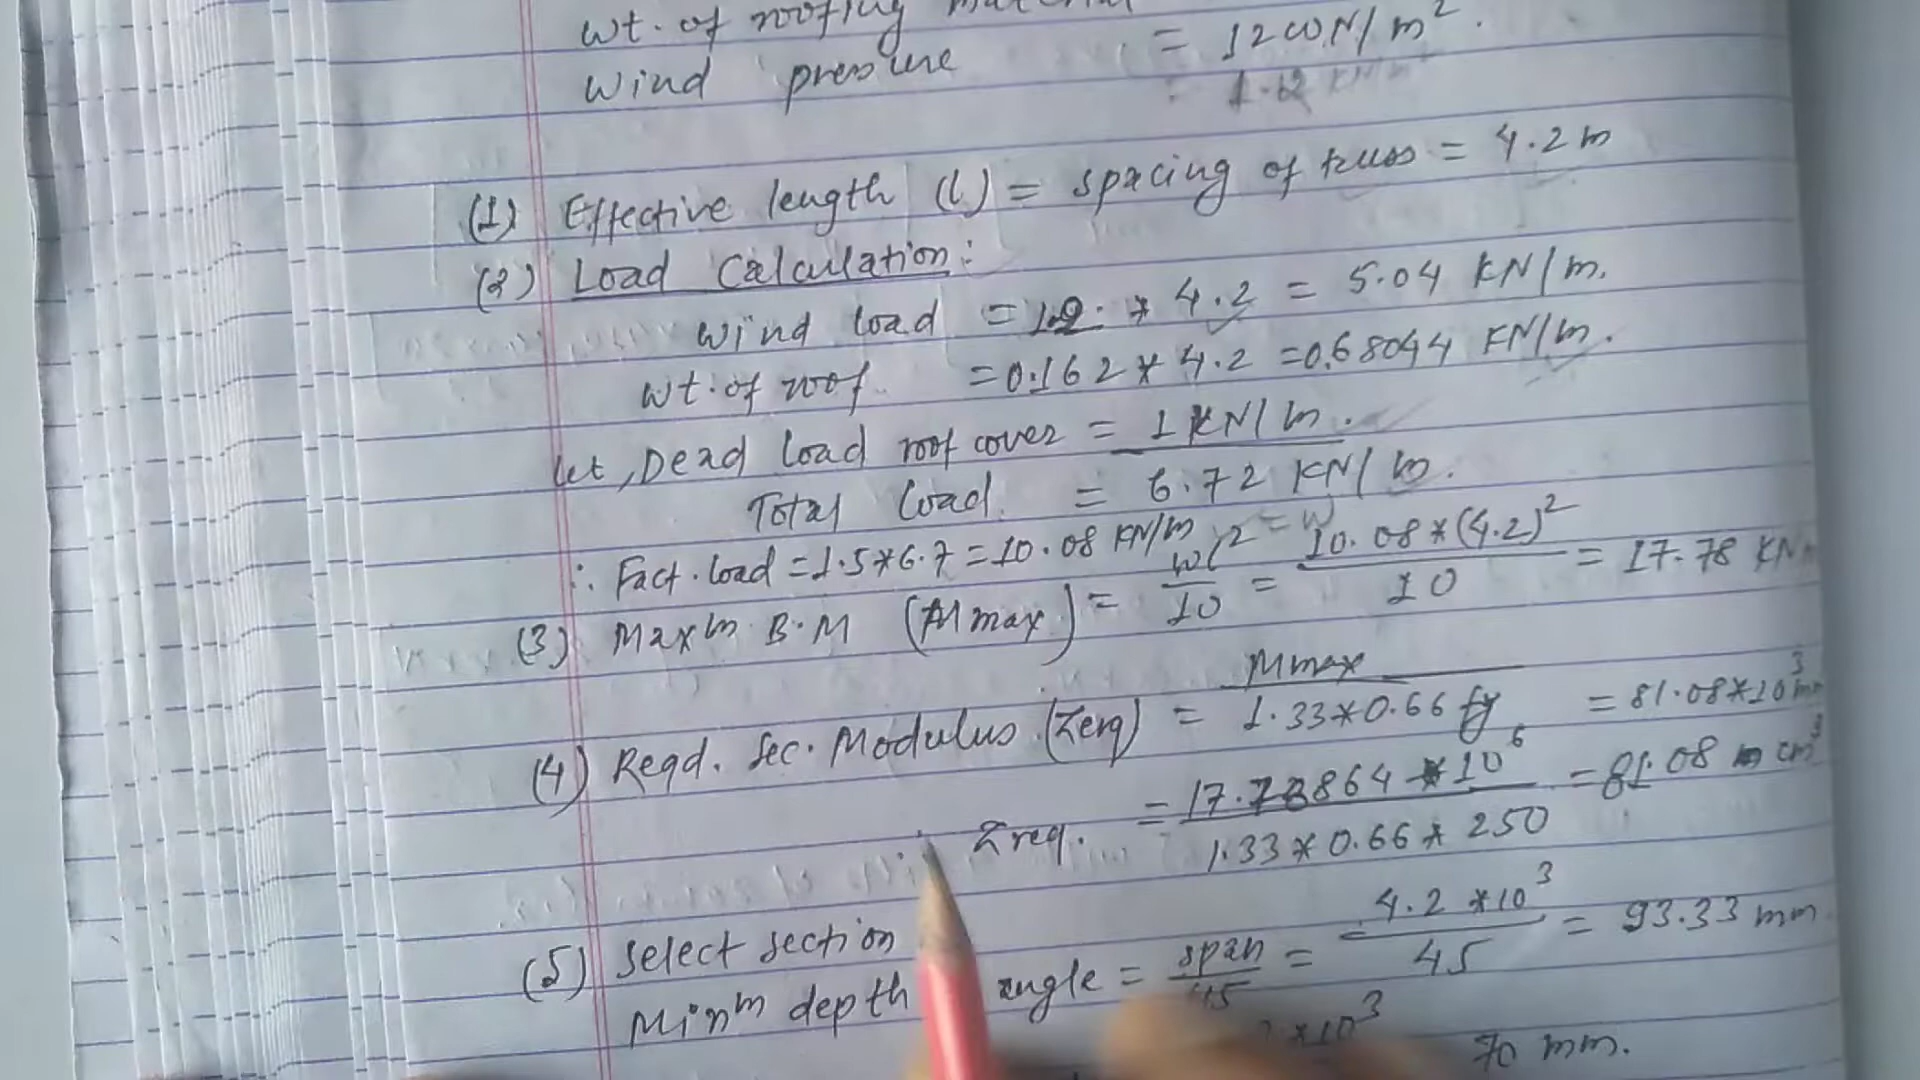 wt. of roofing material
Wind pressure = 1200N/m².
(1) Effective length (l) = spacing of truss = 4.2 m
(2) Load Calculation:
Wind load = 1.2 * 4.2 = 5.04 KN/m.
wt. of roof = 0.162 * 4.2 = 0.68044 KN/m.
Let, Dead load roof cover = 1 KN/m.
Total load = 6.72 KN/m.
∴ Fact. load = 1.5*6.7 = 10.08 KN/m = W
(3) Maxm B.M (Mmax) = wl²/10 = 10.08*(4.2)²/10 = 17.78 KN
(4) Reqd. Sec. Modulus (Zerq) = Mmax/1.33*0.66 fy = 81.08*10³
Zreq. = 17.78864 * 10⁶/1.33*0.66*250 = 81.08 cm³
(5) Select section
Minm depth angle = span/45 = 4.2 *10³/45 = 93.33 mm
*10³ 70 mm.